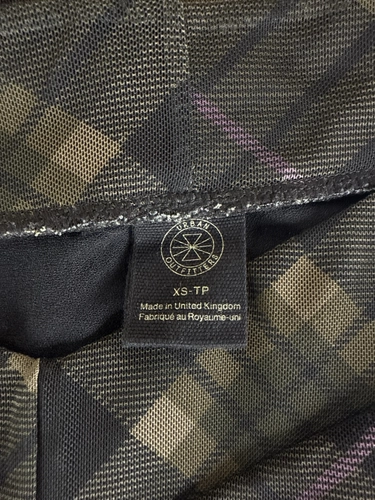 URBAN
OUTFITTERS
XS-TP
Made in United Kingdom
Fabriqué au Royaume-uni